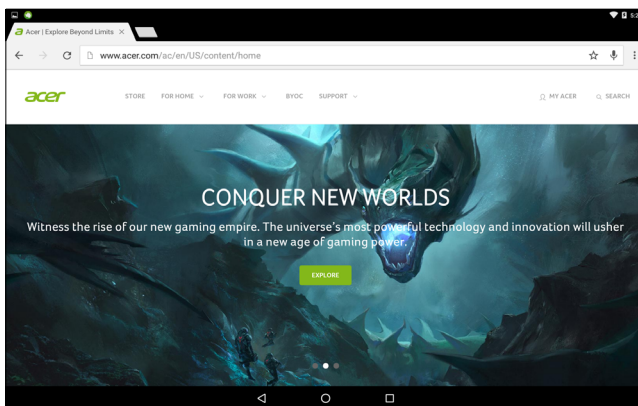 Acer | Explore Beyond Limits
www.acer.com/ac/en/US/content/home
acer
STORE FOR HOME FOR WORK BYOC SUPPORT MY ACER SEARCH
CONQUER NEW WORLDS
Witness the rise of our new gaming empire. The universe's most powerful technology and innovation will usher
in a new age of gaming power.
EXPLORE